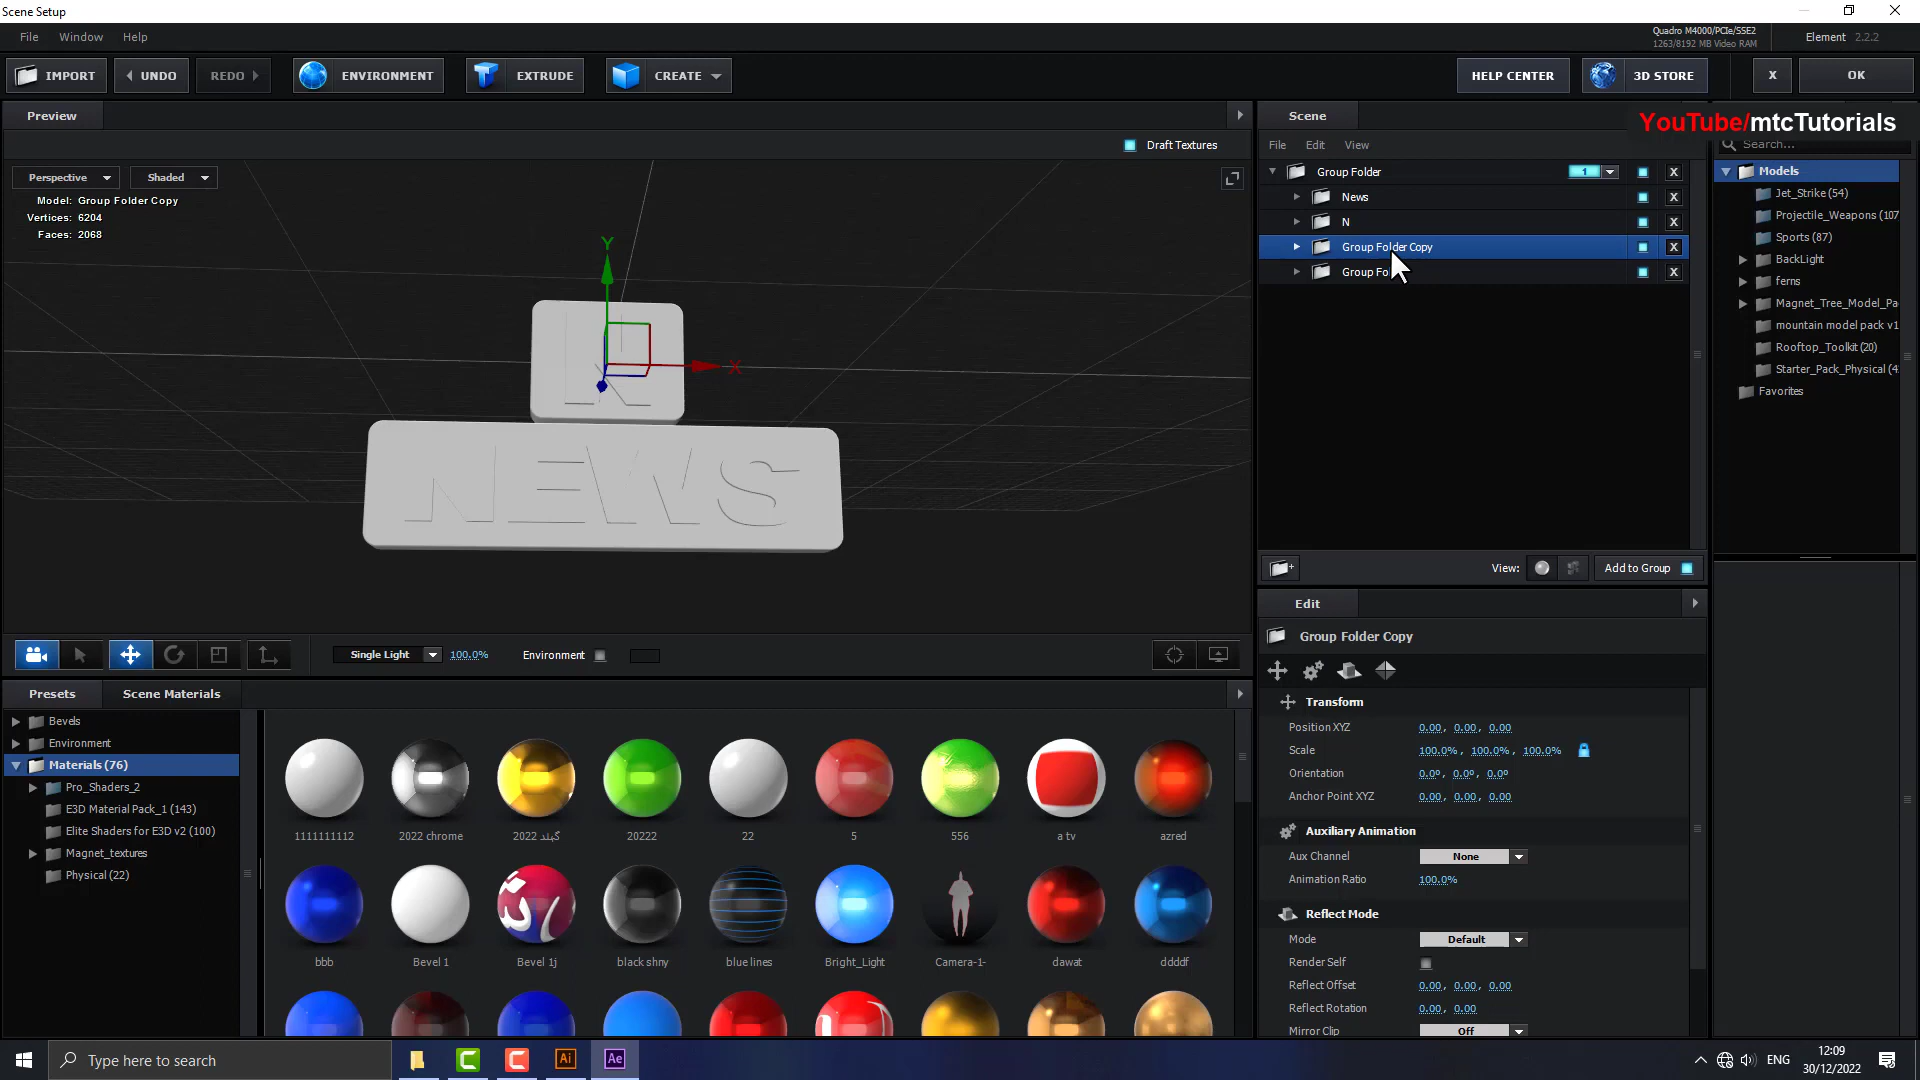 Scene Setup
File Window Help
Quadro M4000/PCIe/SSE2
1263/8192 MB Video RAM
Element 2.2.2
IMPORT UNDO REDO ENVIRONMENT EXTRUDE CREATE HELP CENTER 3D STORE X OK
Preview
Draft Textures
Perspective Shaded
Model: Group Folder Copy
Vertices: 6204
Faces: 2068
Y
X
NEWS
Single Light 100.0% Environment
Scene
YouTube/mtcTutorials
File Edit View
Group Folder 1 X
News X
N X
Group Folder Copy X
Group Fo X
View: Add to Group
Search...
Models
Jet_Strike (54)
Projectile_Weapons (107
Sports (87)
BackLight
ferns
Magnet_Tree_Model_Pa
mountain model pack v1
Rooftop_Toolkit (20)
Starter_Pack_Physical (4
Favorites
Edit
Group Folder Copy
Transform
Position XYZ 0.00, 0.00, 0.00
Scale 100.0%, 100.0%, 100.0%
Orientation 0.0°, 0.0°, 0.0°
Anchor Point XYZ 0.00, 0.00, 0.00
Auxiliary Animation
Aux Channel None
Animation Ratio 100.0%
Reflect Mode
Mode Default
Render Self
Reflect Offset 0.00, 0.00, 0.00
Reflect Rotation 0.00, 0.00
Mirror Clip Off
Presets Scene Materials
Bevels
Environment
Materials (76)
Pro_Shaders_2
E3D Material Pack_1 (143)
Elite Shaders for E3D v2 (100)
Magnet_textures
Physical (22)
1111111112 2022 chrome 2022 گہند 20222 22 5 556 a tv azred
bbb Bevel 1 Bevel 1j black shny blue lines Bright_Light Camera-1- dawat ddddf
Type here to search
Ai
Ae
ENG
12:09
30/12/2022